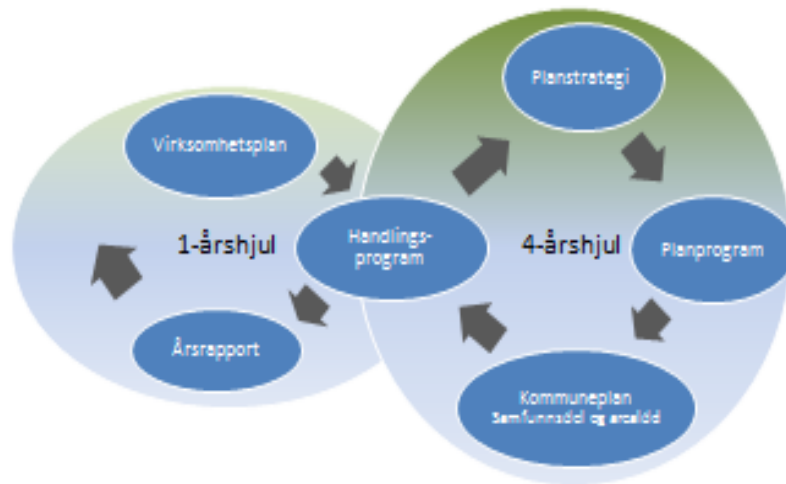 Planstrategi
Virksomhetsplan
1-årshjul
Handlings-
program
4-årshjul
Planprogram
Årsrapport
Kommuneplan
Samfunnsdel og arealdel